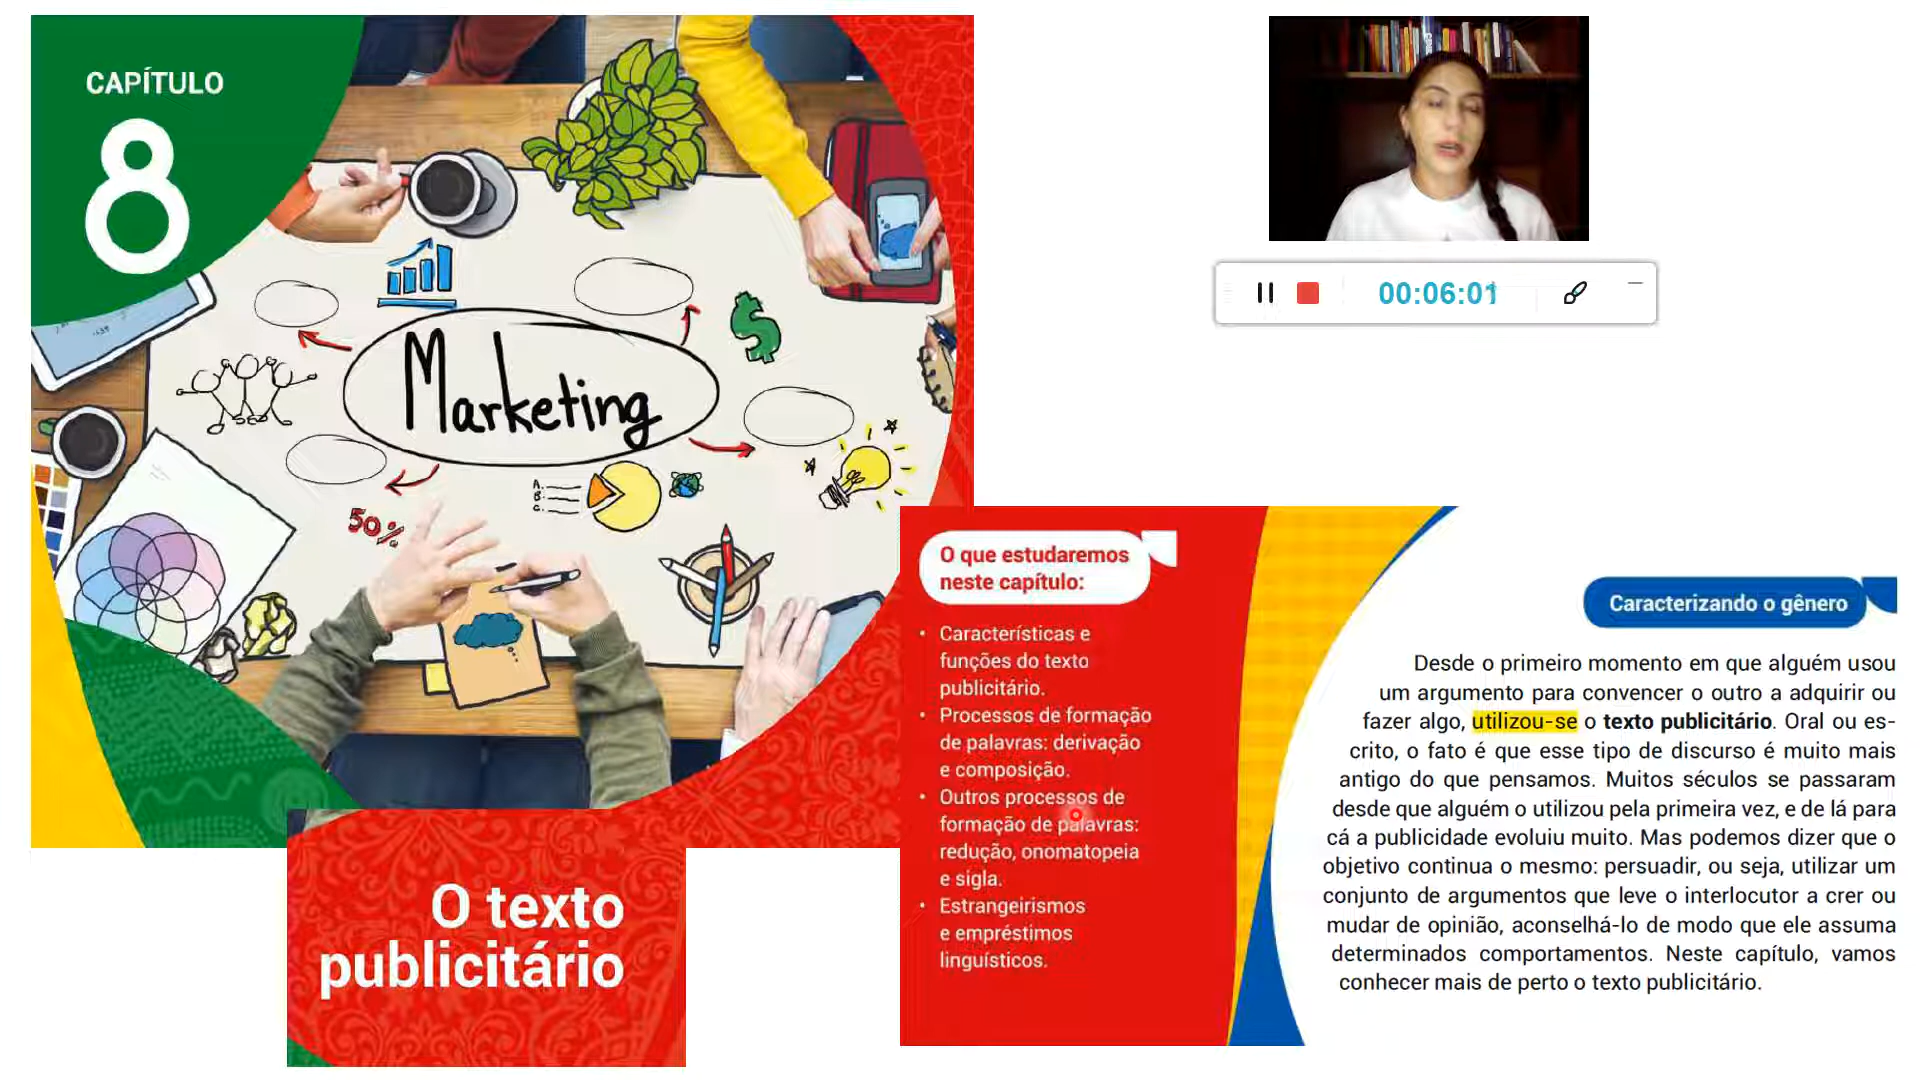 CAPÍTULO
8
Marketing
A.
B.
C.
50%
O texto
publicitário
00:06:01
O que estudaremos
neste capítulo:
• Características e
funções do texto
publicitário.
• Processos de formação
de palavras: derivação
e composição.
• Outros processos de
formação de palavras:
redução, onomatopeia
e sigla.
• Estrangeirismos
e empréstimos
linguísticos.
Caracterizando o gênero
Desde o primeiro momento em que alguém usou
um argumento para convencer o outro a adquirir ou
fazer algo, utilizou-se o texto publicitário. Oral ou es-
crito, o fato é que esse tipo de discurso é muito mais
antigo do que pensamos. Muitos séculos se passaram
desde que alguém o utilizou pela primeira vez, e de lá para
cá a publicidade evoluiu muito. Mas podemos dizer que o
objetivo continua o mesmo: persuadir, ou seja, utilizar um
conjunto de argumentos que leve o interlocutor a crer ou
mudar de opinião, aconselhá-lo de modo que ele assuma
determinados comportamentos. Neste capítulo, vamos
conhecer mais de perto o texto publicitário.